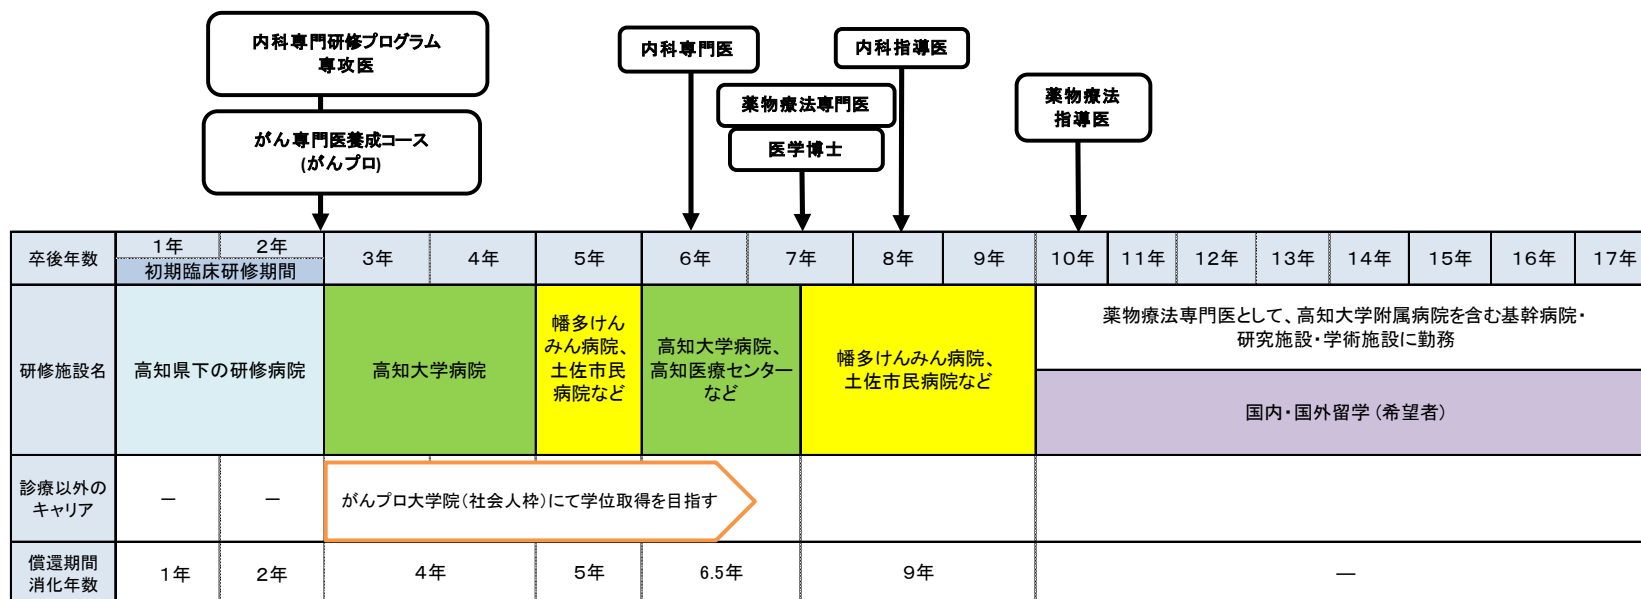 内科専門研修プログラム
専攻医
がん専門医養成コース
(がんプロ)
内科専門医
薬物療法専門医
医学博士
内科指導医
薬物療法
指導医
卒後年数
1年
2年
初期臨床研修期間
3年
4年
5年
6年
7年
8年
9年
10年
11年
12年
13年
14年
15年
16年
17年
研修施設名
高知県下の研修病院
高知大学病院
幡多けん
みん病院、
土佐市民
病院など
高知大学病院、
高知医療センター
など
幡多けんみん病院、
土佐市民病院など
薬物療法専門医として、高知大学附属病院を含む基幹病院・
研究施設・学術施設に勤務
国内・国外留学(希望者)
診療以外の
キャリア
―
―
がんプロ大学院(社会人枠)にて学位取得を目指す
償還期間
消化年数
1年
2年
4年
5年
6.5年
9年
―